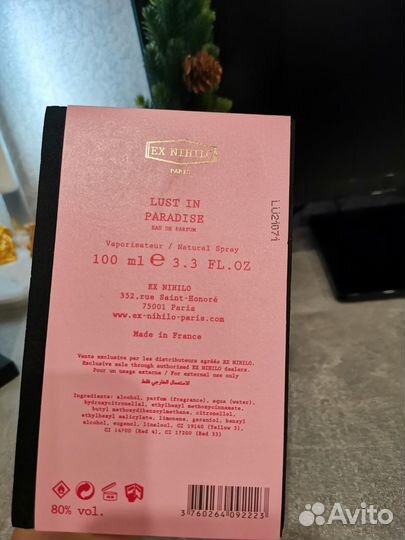 EX NIHILO
PARIS
LUST IN
PARADISE
EAU DE PARFUM
Vaporisateur / Natural Spray
100 ml ℮ 3.3 FL.OZ
EX NIHILO
352,rue Saint-Honoré
75001 Paris
www.ex-nihilo-paris.com
Made in France
Vente exclusive par les distributeurs agréés EX NIHILO.
Exclusive sale through authorized EX NIHILO dealers.
Pour un usage externe / For external use only
للاستعمال الخارجي فقط
Ingredients: alcohol, parfum (fragrance), aqua (water),
hydroxycitronellal, ethylhexyl methoxycinnamate,
butyl methoxydibenzoylmethane, citronellol,
ethylhexyl salicylate, limonene, geraniol, benzyl
alcohol, eugenol, linalool, CI 19140 (Yellow 5),
CI 14700 (Red 4), CI 17200 (Red 33)
80% vol.
3 760264 092223
LU21071
Avito